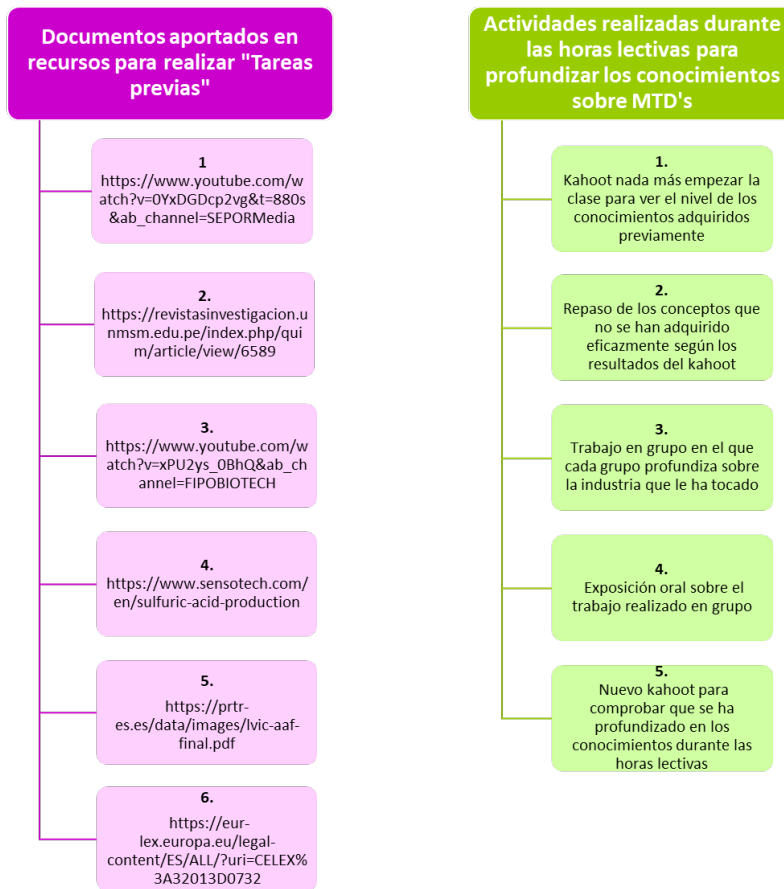 Documentos aportados en
recursos para realizar "Tareas
previas"
1
https://www.youtube.com/w
atch?v=0YxDGDcp2vg&t=880s
&ab_channel=SEPORMedia
2.
https://revistasinvestigacion.u
nmsm.edu.pe/index.php/qui
m/article/view/6589
3.
https://www.youtube.com/w
atch?v=xPU2ys_0BhQ&ab_ch
annel=FIPOBIOTECH
4.
https://www.sensotech.com/
en/sulfuric-acid-production
5.
https://prtr-
es.es/data/images/lvic-aaf-
final.pdf
6.
https://eur-
lex.europa.eu/legal-
content/ES/ALL/?uri=CELEX%
3A32013D0732
Actividades realizadas durante
las horas lectivas para
profundizar los conocimientos
sobre MTD's
1.
Kahoot nada más empezar la
clase para ver el nivel de los
conocimientos adquiridos
previamente
2.
Repaso de los conceptos que
no se han adquirido
eficazmente según los
resultados del kahoot
3.
Trabajo en grupo en el que
cada grupo profundiza sobre
la industria que le ha tocado
4.
Exposición oral sobre el
trabajo realizado en grupo
5.
Nuevo kahoot para
comprobar que se ha
profundizado en los
conocimientos durante las
horas lectivas